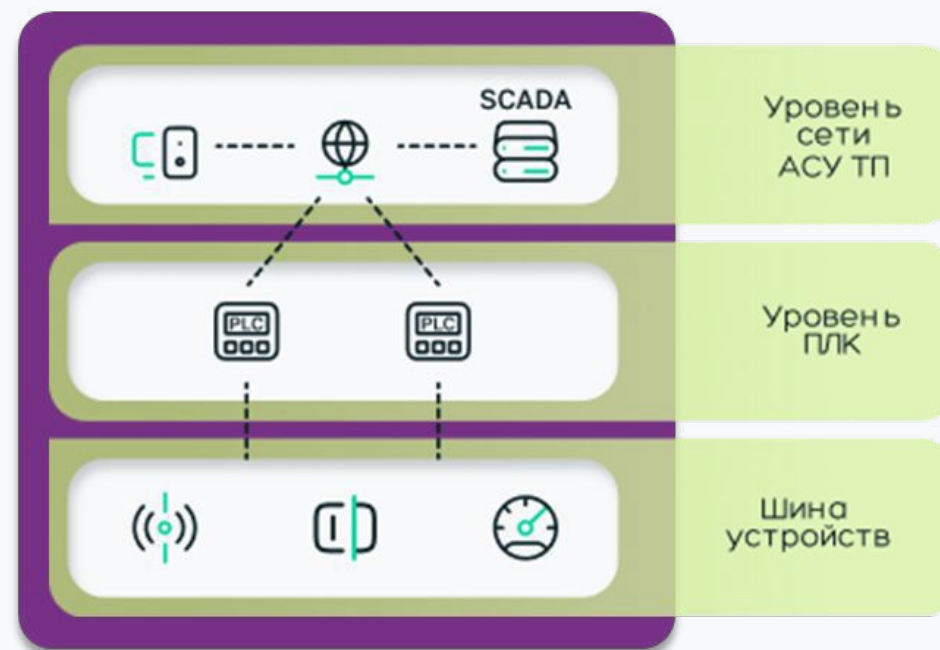 SCADA
Уровень
сети
АСУ ТП
PLC
PLC
Уровень
ПЛК
Шина
устройств